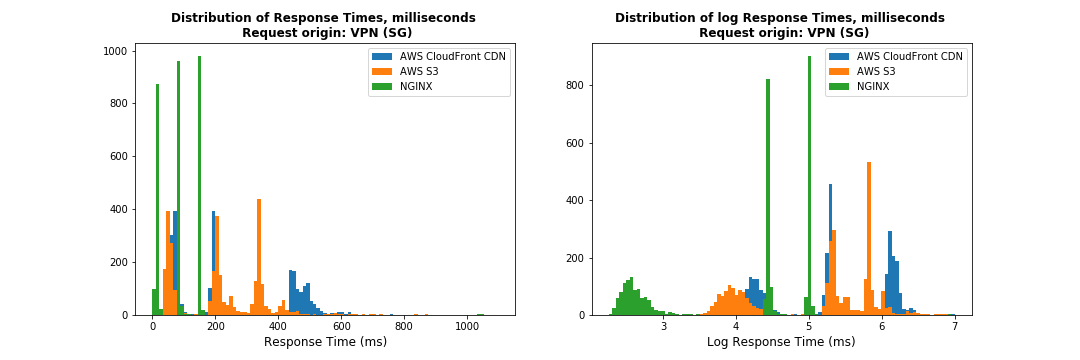 Distribution of Response Times, milliseconds
Request origin: VPN (SG)
1000
800
600
400
200
0
0
200
400
600
800
1000
Response Time (ms)
AWS CloudFront CDN
AWS S3
NGINX
Distribution of log Response Times, milliseconds
Request origin: VPN (SG)
800
600
400
200
0
3
4
5
6
7
Log Response Time (ms)
AWS CloudFront CDN
AWS S3
NGINX